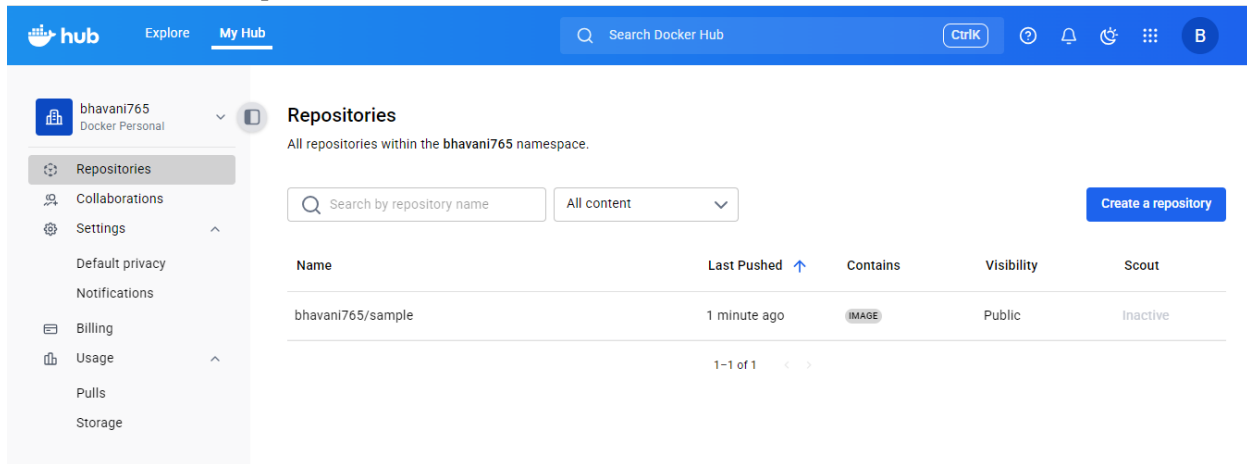 hub Explore My Hub Search Docker Hub CtrlK B
bhavani765
Docker Personal
Repositories
Collaborations
Settings
Default privacy
Notifications
Billing
Usage
Pulls
Storage
Repositories
All repositories within the bhavani765 namespace.
Search by repository name All content Create a repository
Name Last Pushed Contains Visibility Scout
bhavani765/sample 1 minute ago IMAGE Public Inactive
1–1 of 1